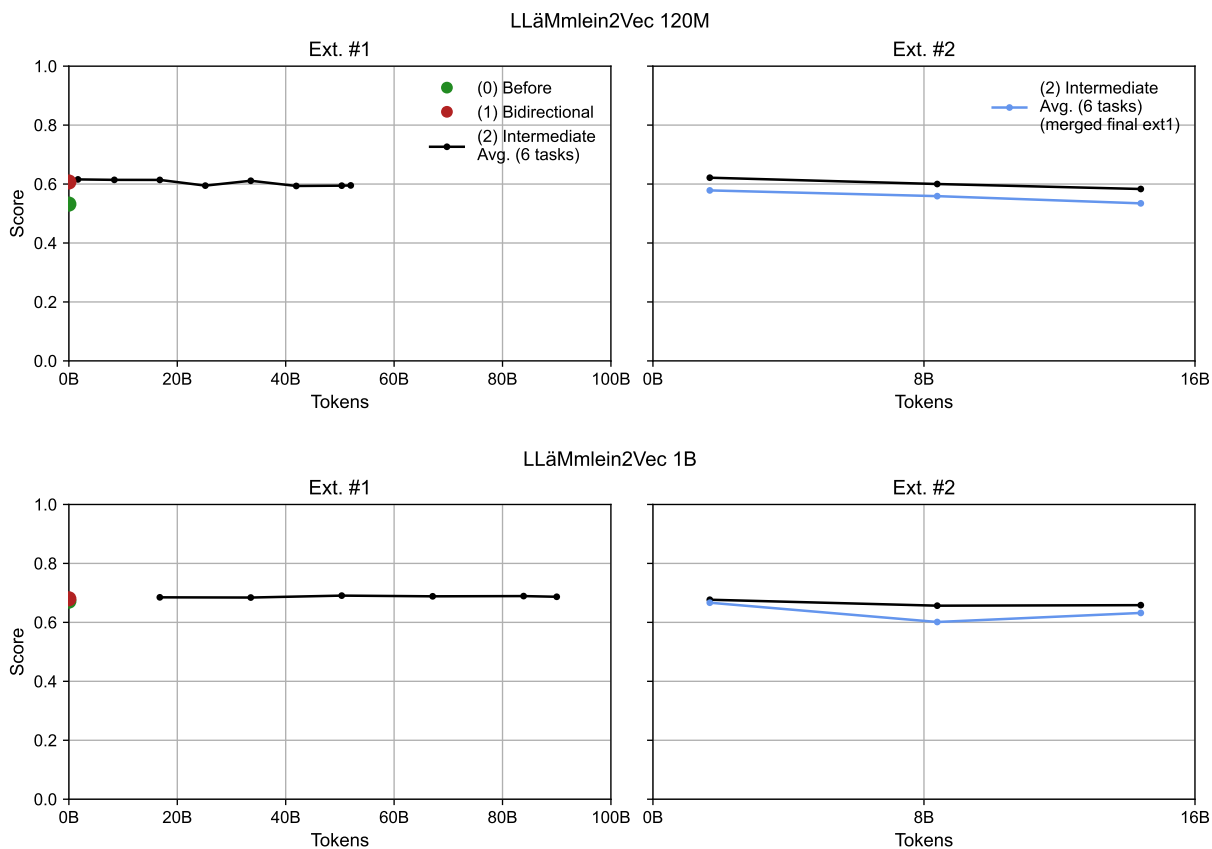 LLäMmlein2Vec 120M
Ext. #1
1.0
0.8
0.6
0.4
0.2
0.0
Score
(0) Before
(1) Bidirectional
(2) Intermediate
Avg. (6 tasks)
0B
20B
40B
60B
80B
100B
Tokens
Ext. #2
(2) Intermediate
Avg. (6 tasks)
(merged final ext1)
0B
8B
16B
Tokens
LLäMmlein2Vec 1B
Ext. #1
1.0
0.8
0.6
0.4
0.2
0.0
Score
0B
20B
40B
60B
80B
100B
Tokens
Ext. #2
0B
8B
16B
Tokens